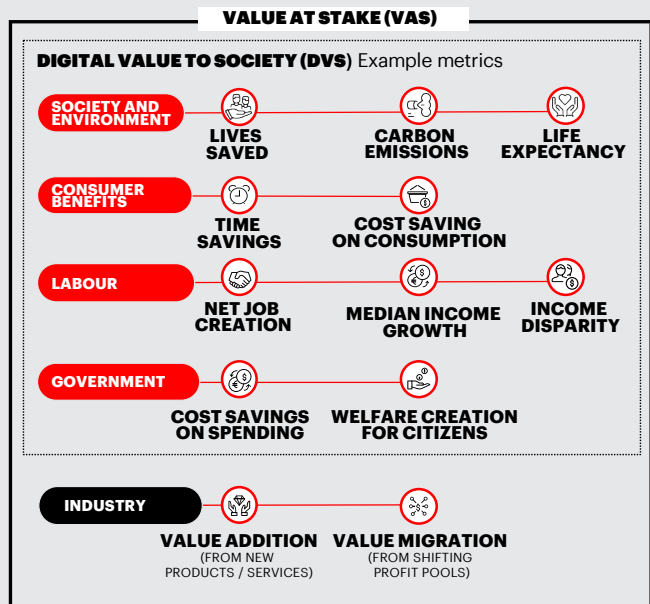 VALUE AT STAKE (VAS)
DIGITAL VALUE TO SOCIETY (DVS) Example metrics
SOCIETY AND
ENVIRONMENT
LIVES
SAVED
CARBON
EMISSIONS
LIFE
EXPECTANCY
CONSUMER
BENEFITS
TIME
SAVINGS
COST SAVING
ON CONSUMPTION
LABOUR
NET JOB
CREATION
MEDIAN INCOME
GROWTH
INCOME
DISPARITY
GOVERNMENT
COST SAVINGS
ON SPENDING
WELFARE CREATION
FOR CITIZENS
INDUSTRY
VALUE ADDITION
(FROM NEW
PRODUCTS / SERVICES)
VALUE MIGRATION
(FROM SHIFTING
PROFIT POOLS)